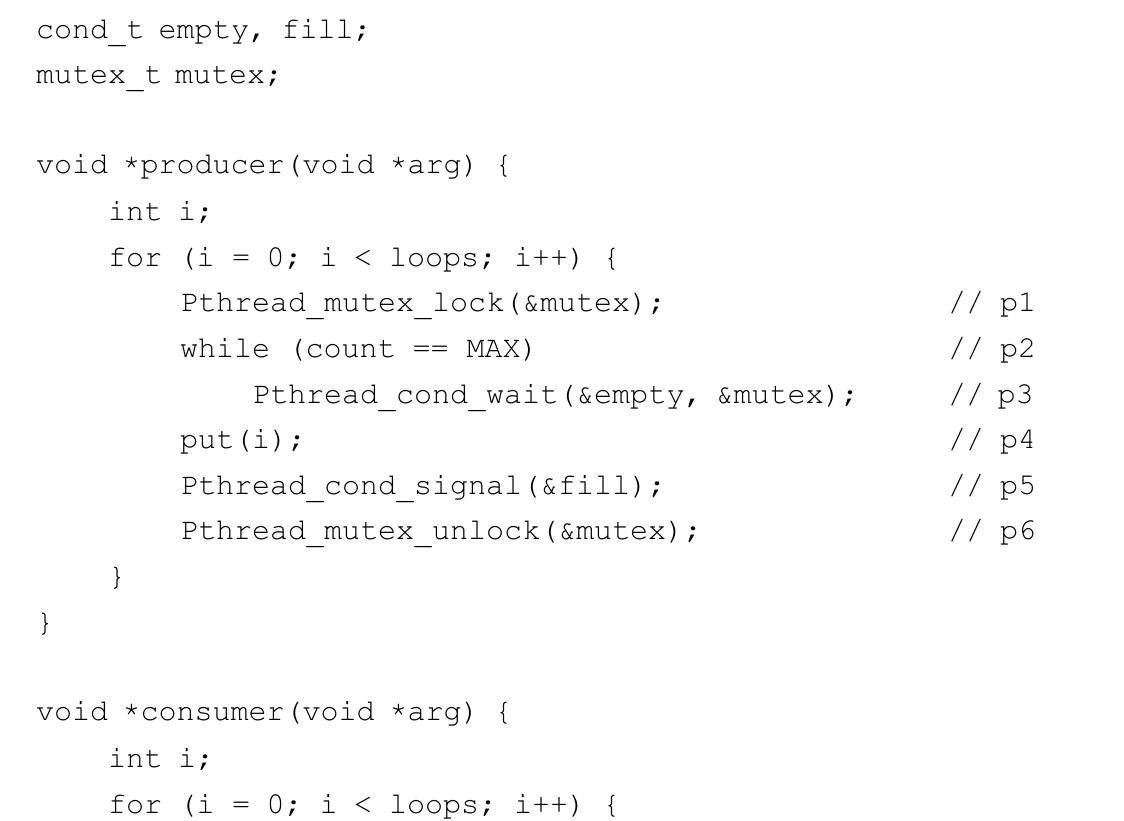 cond_t empty, fill;
mutex_t mutex;

void *producer(void *arg) {
    int i;
    for (i = 0; i < loops; i++) {
        Pthread_mutex_lock(&mutex);                // p1
        while (count == MAX)                       // p2
            Pthread_cond_wait(&empty, &mutex);     // p3
        put(i);                                    // p4
        Pthread_cond_signal(&fill);                // p5
        Pthread_mutex_unlock(&mutex);              // p6
    }
}

void *consumer(void *arg) {
    int i;
    for (i = 0; i < loops; i++) {